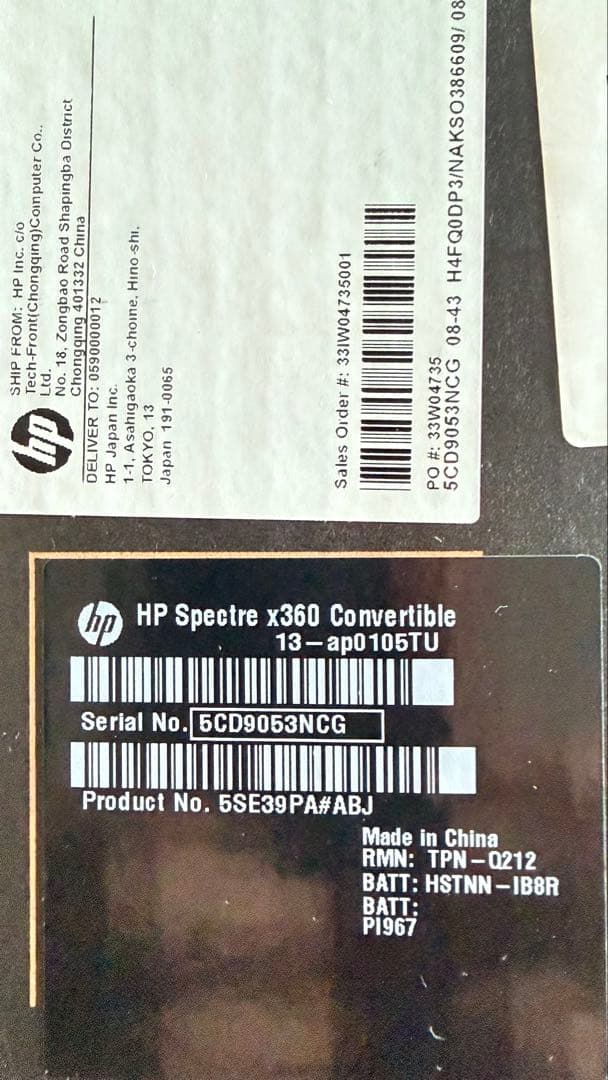 SHIP FROM: HP Inc. c/o
Tech-Front(Chongqing)Computer Co..
Ltd.
No. 18, Zongbao Road Shapingba District
Chongqing 401332 China
DELIVER TO: 0590000012
HP Japan Inc.
1-1, Asahigaoka 3-chome, Hino-shi,
TOKYO, 13
Japan 191-0065
hp
Sales Order #: 33IW04735001
PO #: 33W04735
5CD9053NCG 08-43 H4FQ0DP3/NAKSO386609/ 08
hp
HP Spectre x360 Convertible
13-ap0105TU
Serial No. 5CD9053NCG
Product No. 5SE39PA#ABJ
Made in China
RMN: TPN-Q212
BATT: HSTNN-IB8R
BATT:
PI967